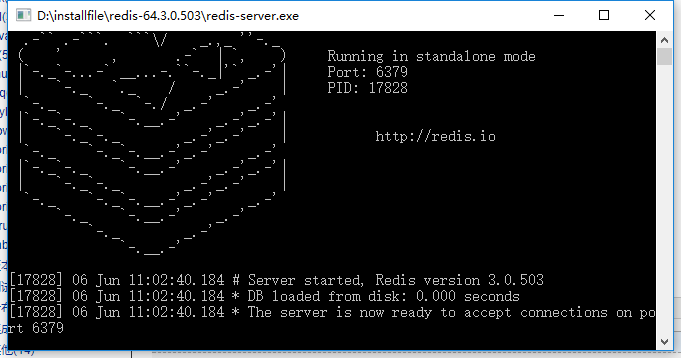 D:\installfile\redis-64.3.0.503\redis-server.exe
Running in standalone mode
Port: 6379
PID: 17828
http://redis.io
[17828] 06 Jun 11:02:40.184 # Server started, Redis version 3.0.503
[17828] 06 Jun 11:02:40.184 * DB loaded from disk: 0.000 seconds
[17828] 06 Jun 11:02:40.184 * The server is now ready to accept connections on po
rt 6379